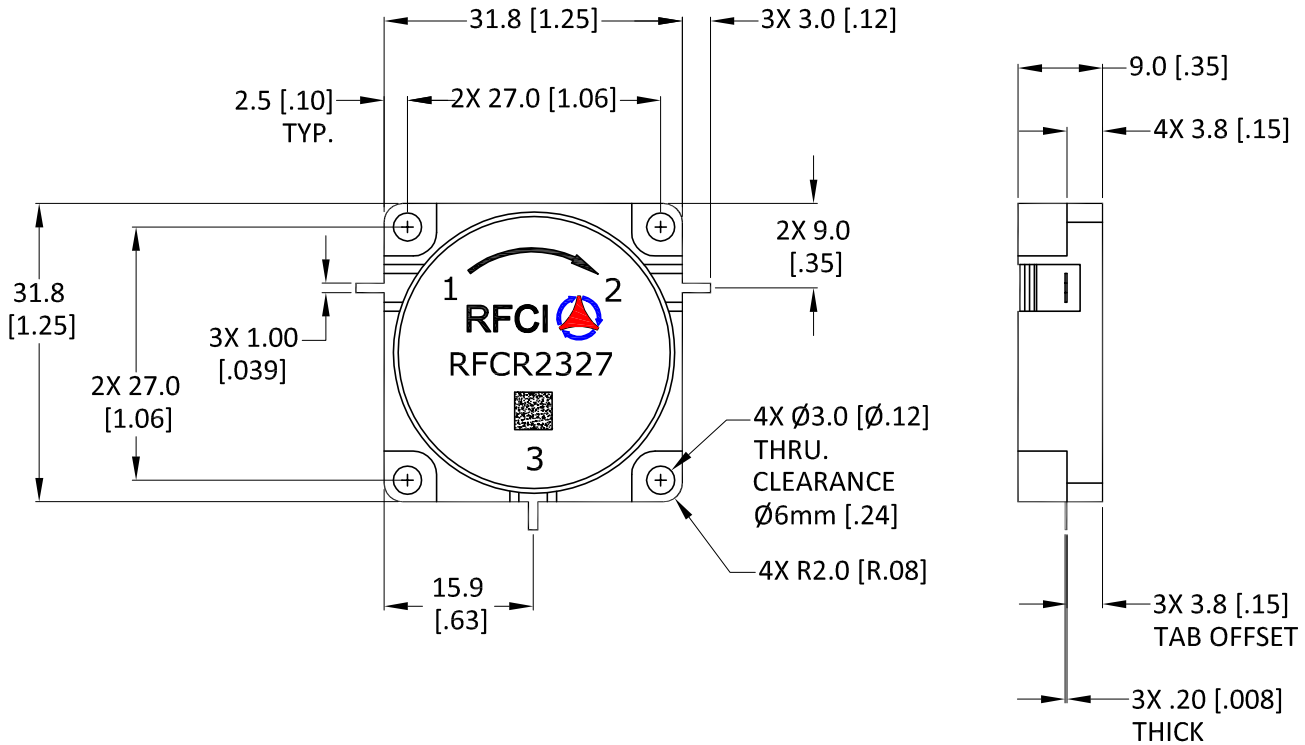 31.8 [1.25]
3X 3.0 [.12]
2.5 [.10]
TYP.
2X 27.0 [1.06]
9.0 [.35]
4X 3.8 [.15]
2X 9.0
[.35]
31.8
[1.25]
3X 1.00
[.039]
2X 27.0
[1.06]
1
2
RFCI
RFCR2327
3
4X Ø3.0 [Ø.12]
THRU.
CLEARANCE
Ø6mm [.24]
4X R2.0 [R.08]
15.9
[.63]
3X 3.8 [.15]
TAB OFFSET
3X .20 [.008]
THICK